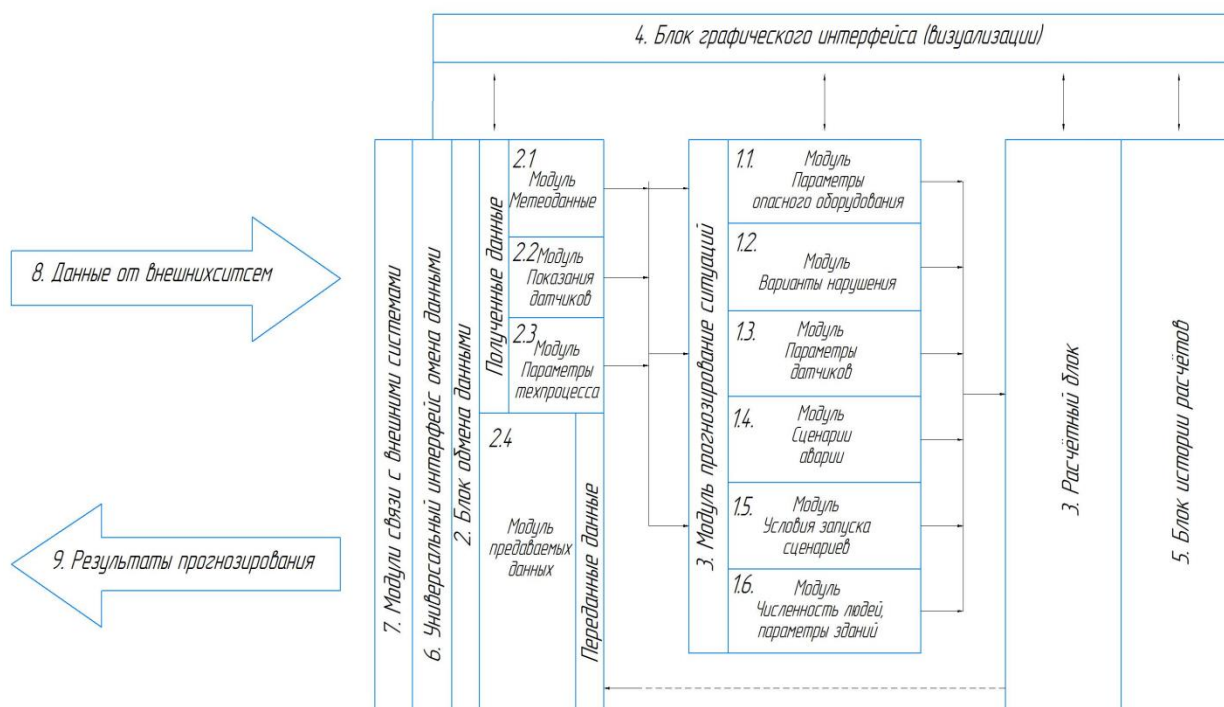 4. Блок графического интерфейса (визуализации)
8. Данные от внешнихситсем
9. Результаты прогнозирования
7. Модули связи с внешними системами
6. Универсальный интерфейс омена данными
2. Блок обмена данными
Полученные данные
2.1
Модуль
Метеоданные
2.2 Модуль
Показания
датчиков
2.3
Модуль
Параметры
техпроцесса
2.4
Модуль
предаваемых
данных
Переданные данные
3. Модуль прогнозирование ситуаций
1.1. Модуль
Параметры
опасного оборудования
1.2.
Модуль
Варианты нарушения
1.3. Модуль
Параметры
датчиков
1.4. Модуль
Сценарии
аварии
1.5. Модуль
Условия запуска
сценариев
1.6. Модуль
Численность людей,
параметры зданий
3. Расчётный блок
5. Блок истории расчётов